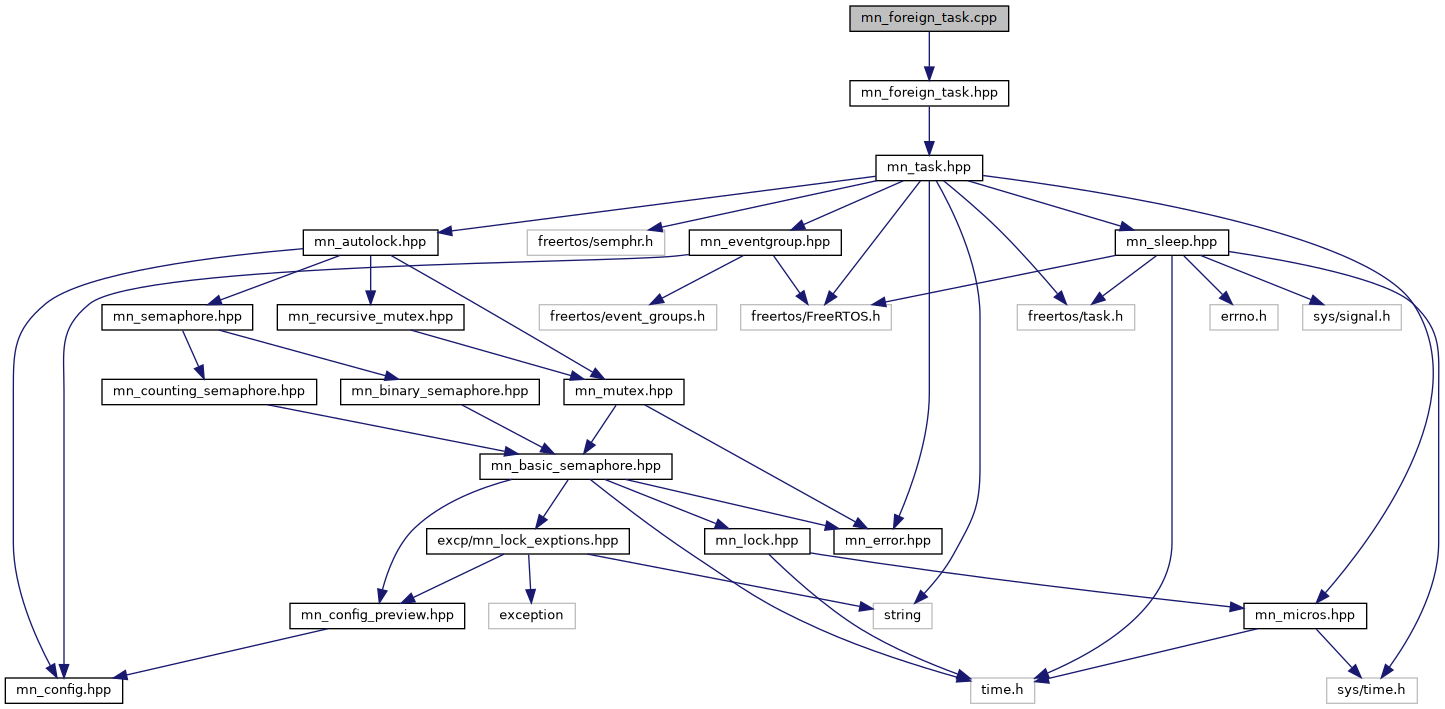 mn_foreign_task.cpp
mn_foreign_task.hpp
mn_task.hpp
mn_autolock.hpp
freertos/semphr.h
mn_eventgroup.hpp
mn_sleep.hpp
mn_semaphore.hpp
mn_recursive_mutex.hpp
freertos/event_groups.h
freertos/FreeRTOS.h
freertos/task.h
errno.h
sys/signal.h
mn_counting_semaphore.hpp
mn_binary_semaphore.hpp
mn_mutex.hpp
mn_basic_semaphore.hpp
excp/mn_lock_exptions.hpp
mn_lock.hpp
mn_error.hpp
mn_config_preview.hpp
exception
string
mn_micros.hpp
mn_config.hpp
time.h
sys/time.h